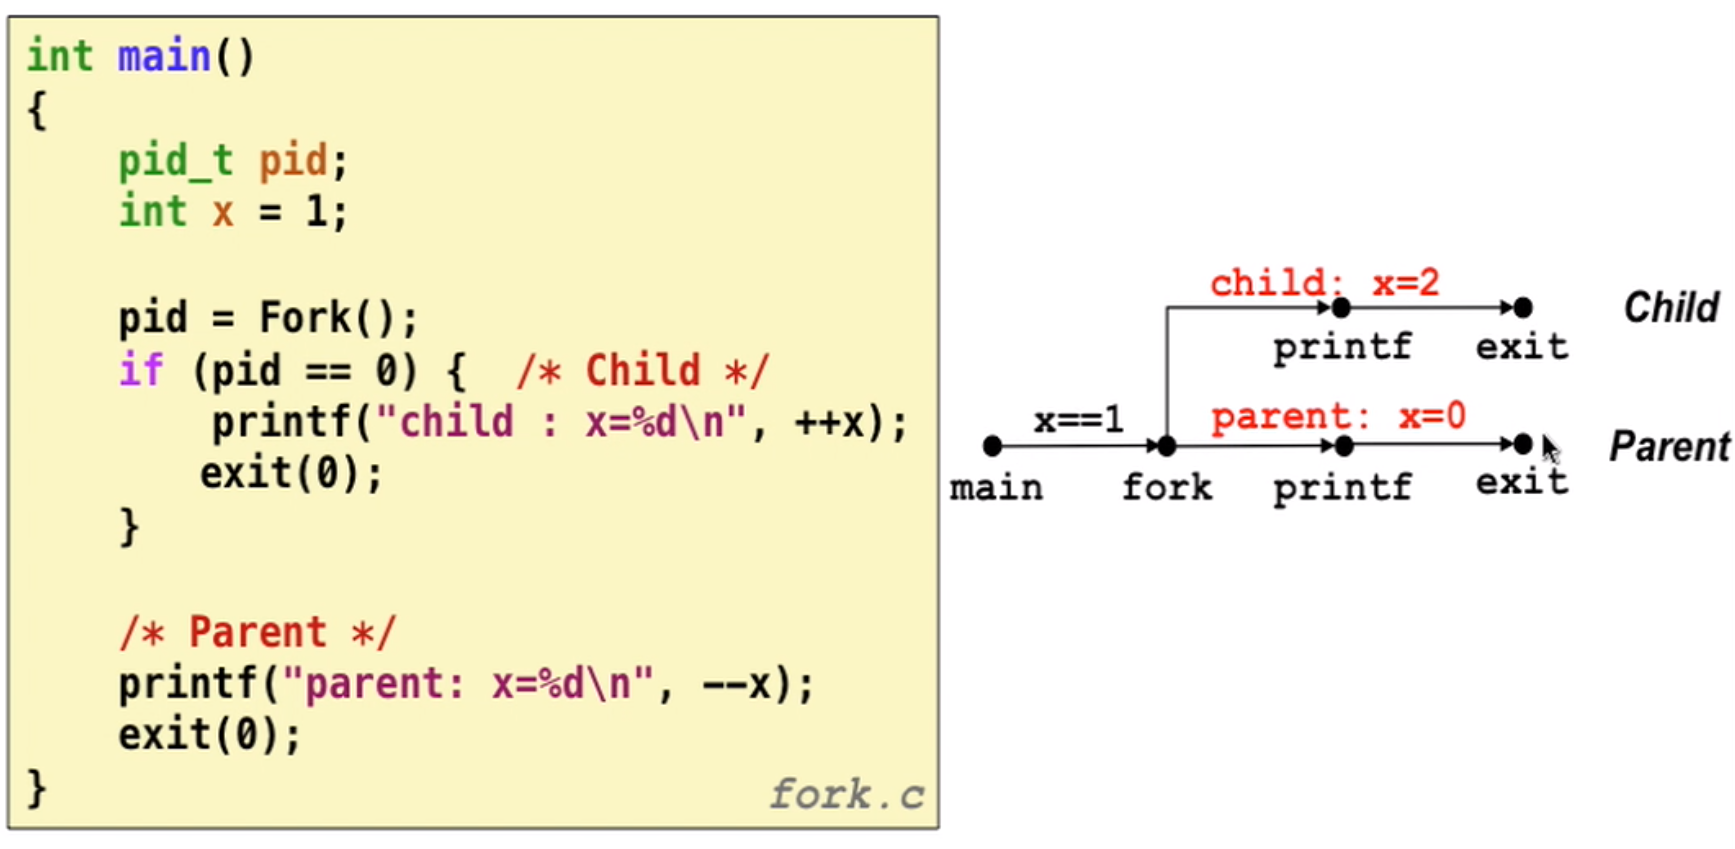 int main()
{
pid_t pid;
int x = 1;
pid = Fork();
if (pid == 0) {  /* Child */
printf("child : x=%d\n", ++x);
exit(0);
}
/* Parent */
printf("parent: x=%d\n", --x);
exit(0);
}
fork.c
child: x=2
Child
printf exit
x==1 parent: x=0
Parent
main fork printf exit